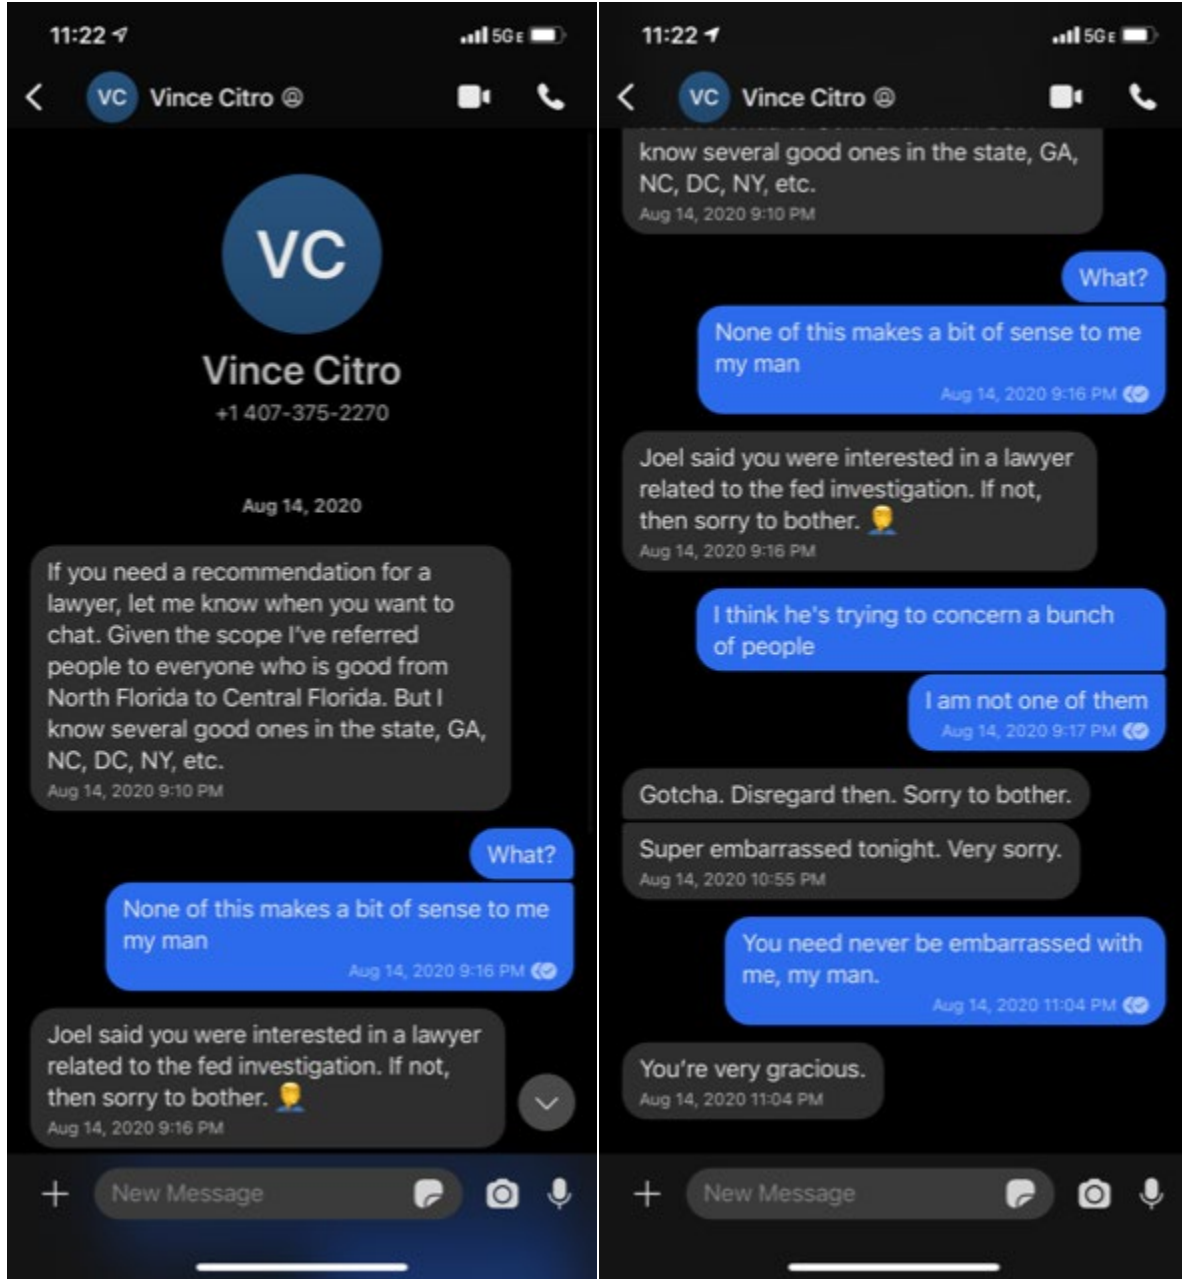 11:22
5GE
VC
Vince Citro
VC
Vince Citro
+1 407-375-2270
Aug 14, 2020
If you need a recommendation for a
lawyer, let me know when you want to
chat. Given the scope I've referred
people to everyone who is good from
North Florida to Central Florida. But I
know several good ones in the state, GA,
NC, DC, NY, etc.
Aug 14, 2020 9:10 PM
What?
None of this makes a bit of sense to me
my man
Aug 14, 2020 9:16 PM
Joel said you were interested in a lawyer
related to the fed investigation. If not,
then sorry to bother. 🤦‍♂️
Aug 14, 2020 9:16 PM
New Message
11:22
5GE
VC
Vince Citro
know several good ones in the state, GA,
NC, DC, NY, etc.
Aug 14, 2020 9:10 PM
What?
None of this makes a bit of sense to me
my man
Aug 14, 2020 9:16 PM
Joel said you were interested in a lawyer
related to the fed investigation. If not,
then sorry to bother. 🤦‍♂️
Aug 14, 2020 9:16 PM
I think he's trying to concern a bunch
of people
I am not one of them
Aug 14, 2020 9:17 PM
Gotcha. Disregard then. Sorry to bother.
Super embarrassed tonight. Very sorry.
Aug 14, 2020 10:55 PM
You need never be embarrassed with
me, my man.
Aug 14, 2020 11:04 PM
You're very gracious.
Aug 14, 2020 11:04 PM
New Message